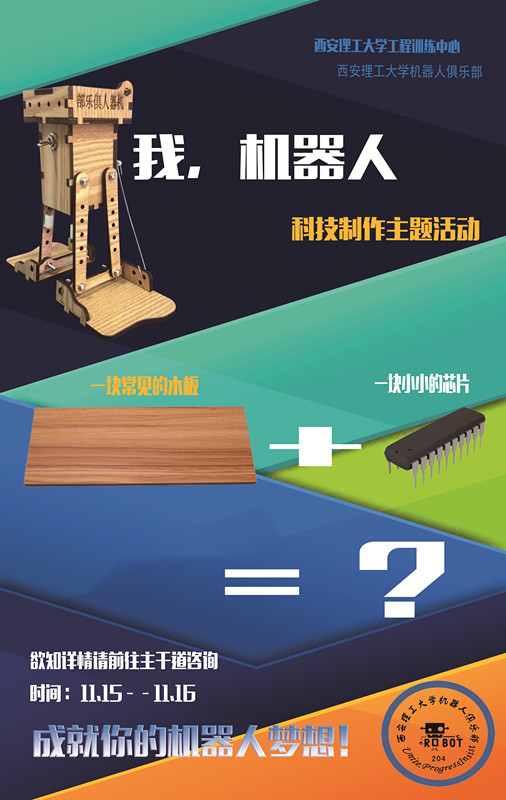 西安理工大学工程训练中心
西安理工大学机器人俱乐部
部乐俱人器机
我，机器人
科技制作主题活动
一块常见的木板
一块小小的芯片
+
= ?
欲知详情请前往主干道咨询
时间：11.15--11.16
成就你的机器人梦想！
西安理工大学机器人俱乐部
ROBOT
204
Unite,Progress,Insist